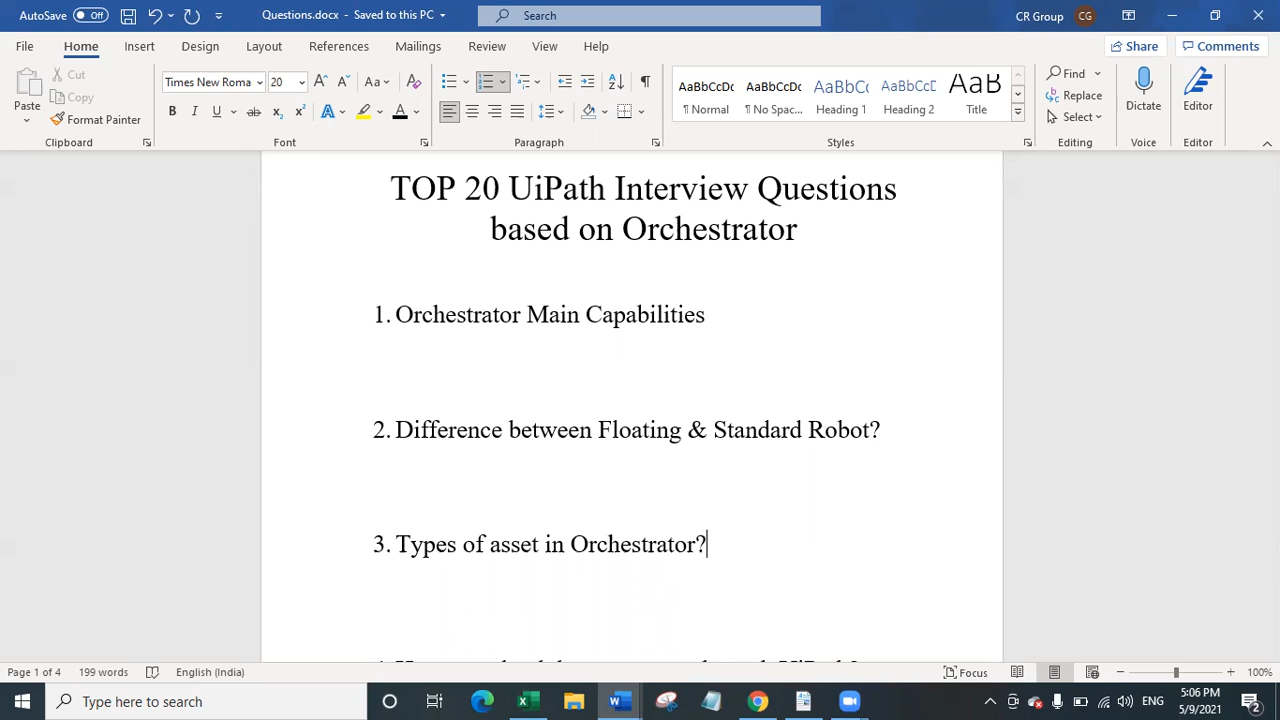 AutoSave Off Questions.docx - Saved to this PC Search CR Group CG
File Home Insert Design Layout References Mailings Review View Help Share Comments
Paste Cut Copy Format Painter Clipboard
Times New Roma 20 Font
Paragraph
AaBbCcDc AaBbCcDc AaBbCc AaBbCcD AaB
¶ Normal ¶ No Spac... Heading 1 Heading 2 Title
Styles
Find Replace Select Editing
Dictate Voice
Editor Editor
TOP 20 UiPath Interview Questions
based on Orchestrator
1. Orchestrator Main Capabilities
2. Difference between Floating & Standard Robot?
3. Types of asset in Orchestrator?
Page 1 of 4 199 words English (India) Focus 100%
Type here to search ENG 5:06 PM 5/9/2021 2